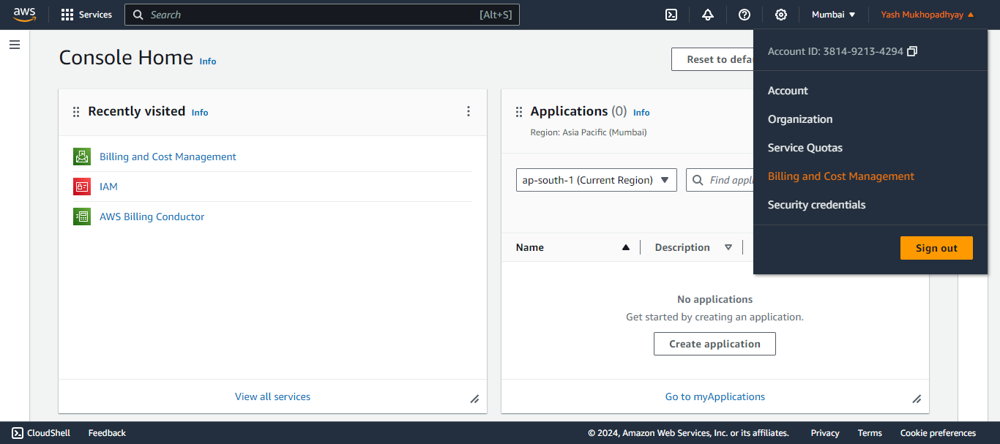 aws
Services
Search [Alt+S]
Mumbai
Yash Mukhopadhyay
Account ID: 3814-9213-4294
Account
Organization
Service Quotas
Billing and Cost Management
Security credentials
Sign out
Console Home Info
Reset to defa
Recently visited Info
Billing and Cost Management
IAM
AWS Billing Conductor
View all services
Applications (0) Info
Region: Asia Pacific (Mumbai)
ap-south-1 (Current Region)
Find appl
Name
Description
No applications
Get started by creating an application.
Create application
Go to myApplications
CloudShell
Feedback
© 2024, Amazon Web Services, Inc. or its affiliates.
Privacy
Terms
Cookie preferences